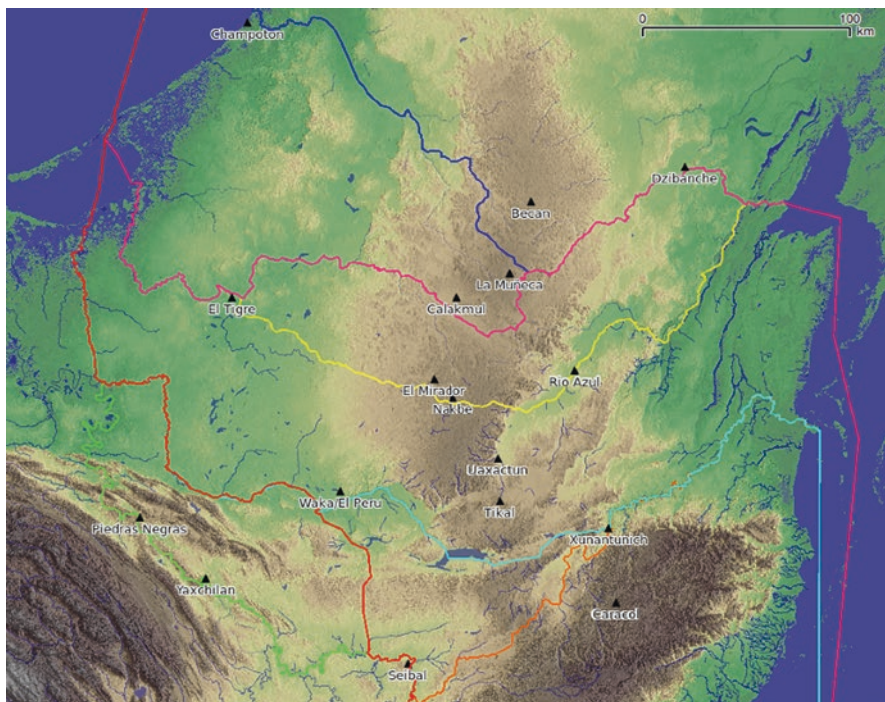 0 100
km
Champoton
Dzibanche
Becan
La Muneca
El Tigre
Calakmul
El Mirador
Rio Azul
Nakbe
Uaxactun
Waka/El Peru
Tikal
Piedras Negras
Xunantunich
Yaxchilan
Caracol
Seibal